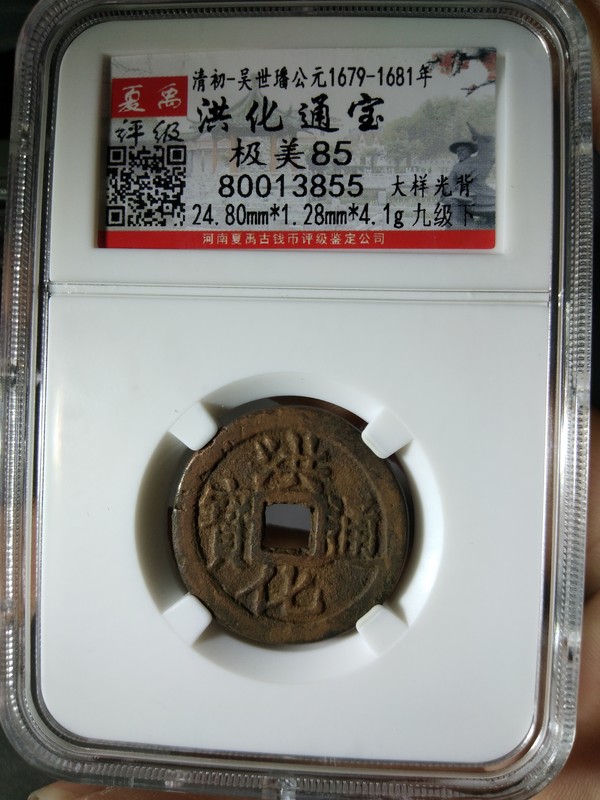 清初-吴世璠公元1679-1681年
夏禹
评级
洪化通宝
极美85
80013855 大样光背
24.80mm*1.28mm*4.1g 九级下
河南夏禹古钱币评级鉴定公司
洪化通寶